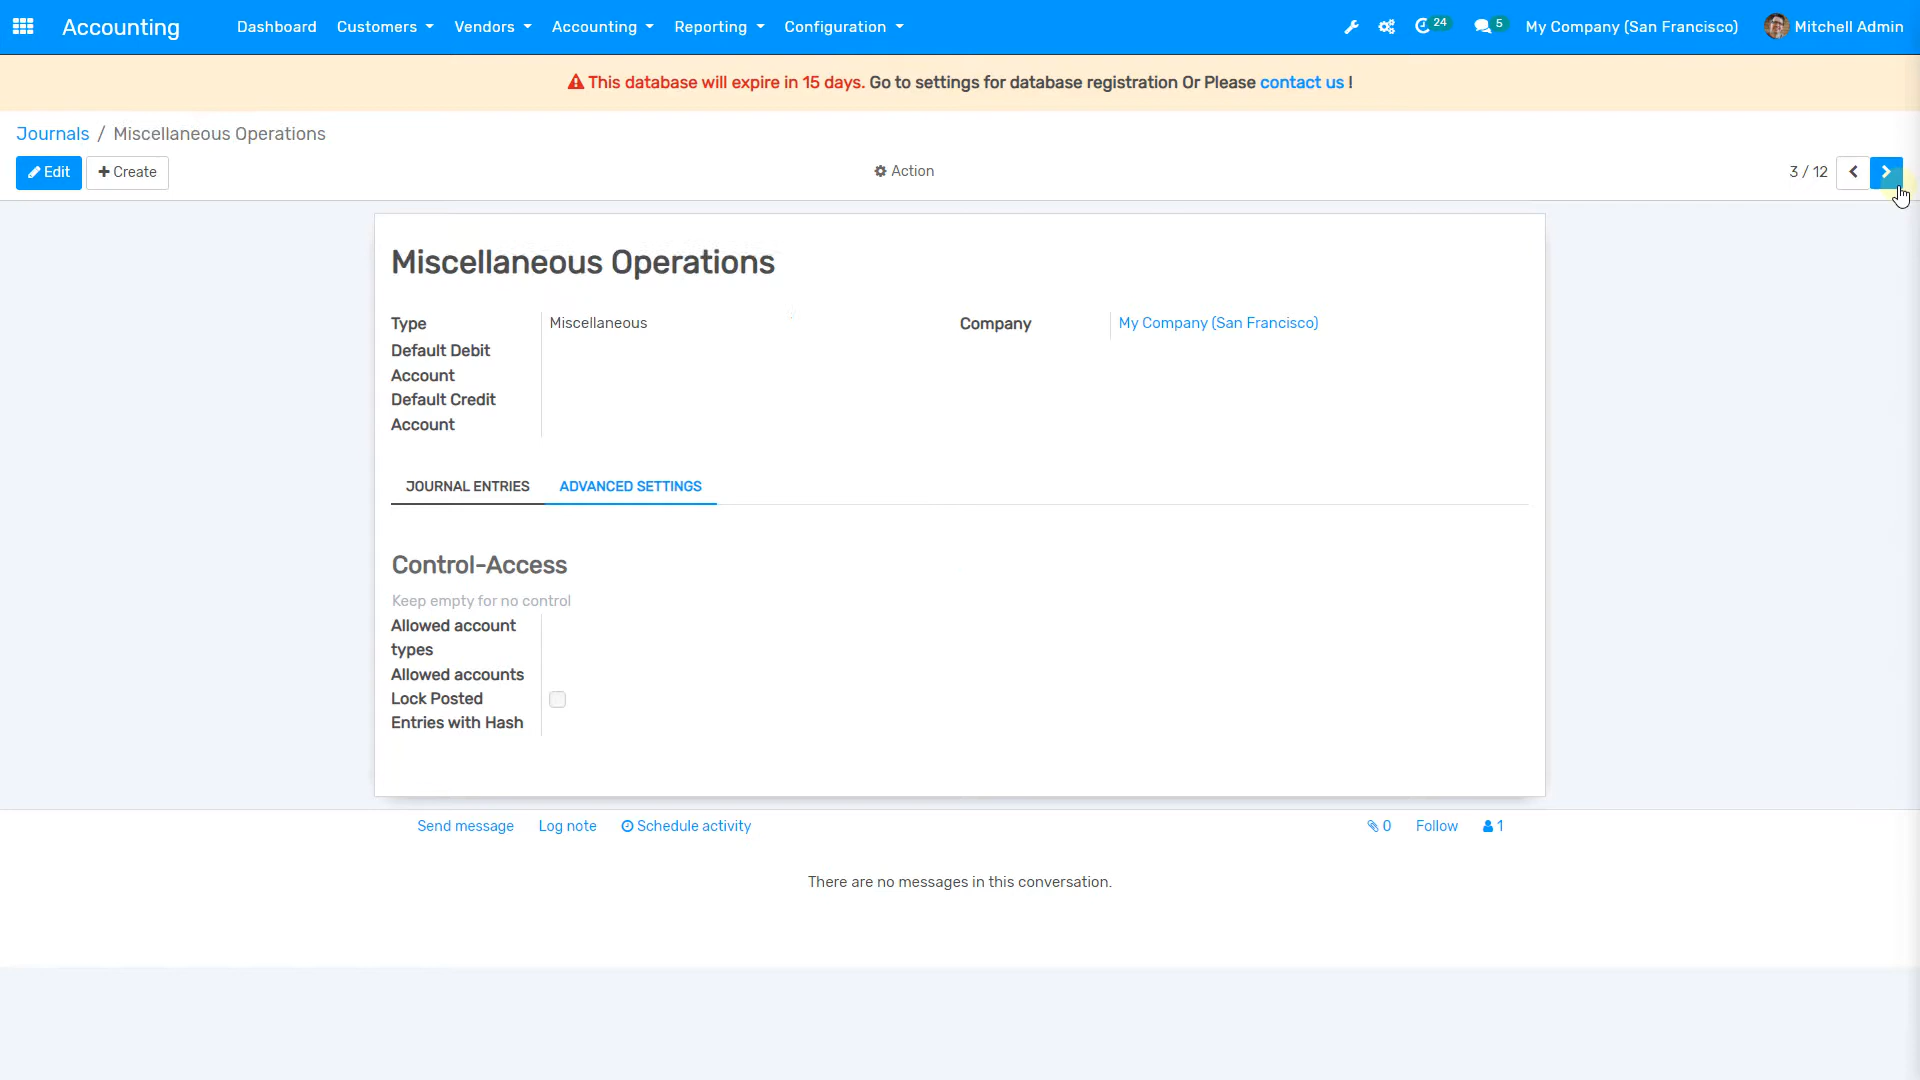 Accounting Dashboard Customers Vendors Accounting Reporting Configuration 24 5 My Company (San Francisco) Mitchell Admin
This database will expire in 15 days. Go to settings for database registration Or Please contact us !
Journals / Miscellaneous Operations
Edit Create Action 3 / 12
Miscellaneous Operations
Type Miscellaneous Company My Company (San Francisco)
Default Debit
Account
Default Credit
Account
JOURNAL ENTRIES ADVANCED SETTINGS
Control-Access
Keep empty for no control
Allowed account
types
Allowed accounts
Lock Posted
Entries with Hash
Send message Log note Schedule activity 0 Follow 1
There are no messages in this conversation.